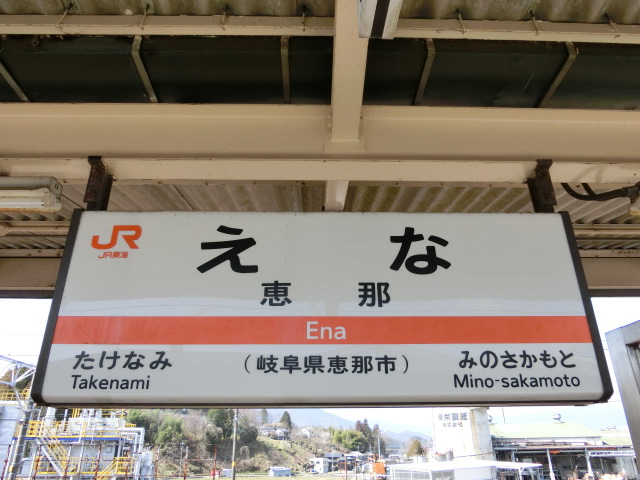 JR
JR東海
えな
恵那
Ena
たけなみ
Takenami
(岐阜県恵那市)
みのさかもと
Mino-sakamoto